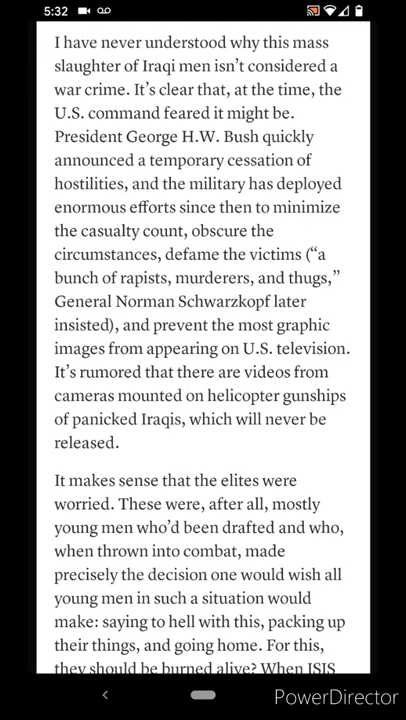 5:32
I have never understood why this mass
slaughter of Iraqi men isn’t considered a
war crime. It’s clear that, at the time, the
U.S. command feared it might be.
President George H.W. Bush quickly
announced a temporary cessation of
hostilities, and the military has deployed
enormous efforts since then to minimize
the casualty count, obscure the
circumstances, defame the victims (“a
bunch of rapists, murderers, and thugs,”
General Norman Schwarzkopf later
insisted), and prevent the most graphic
images from appearing on U.S. television.
It’s rumored that there are videos from
cameras mounted on helicopter gunships
of panicked Iraqis, which will never be
released.
It makes sense that the elites were
worried. These were, after all, mostly
young men who’d been drafted and who,
when thrown into combat, made
precisely the decision one would wish all
young men in such a situation would
make: saying to hell with this, packing up
their things, and going home. For this,
they should be burned alive? When ISIS
PowerDirector